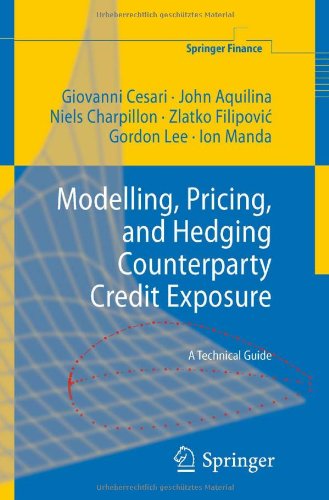 Urheberrechtlich geschütztes Material
Springer Finance
Giovanni Cesari · John Aquilina
Niels Charpillon · Zlatko Filipović
Gordon Lee · Ion Manda
Modelling, Pricing,
and Hedging
Counterparty
Credit Exposure
A Technical Guide
Springer
Urheberrechtlich geschütztes Material